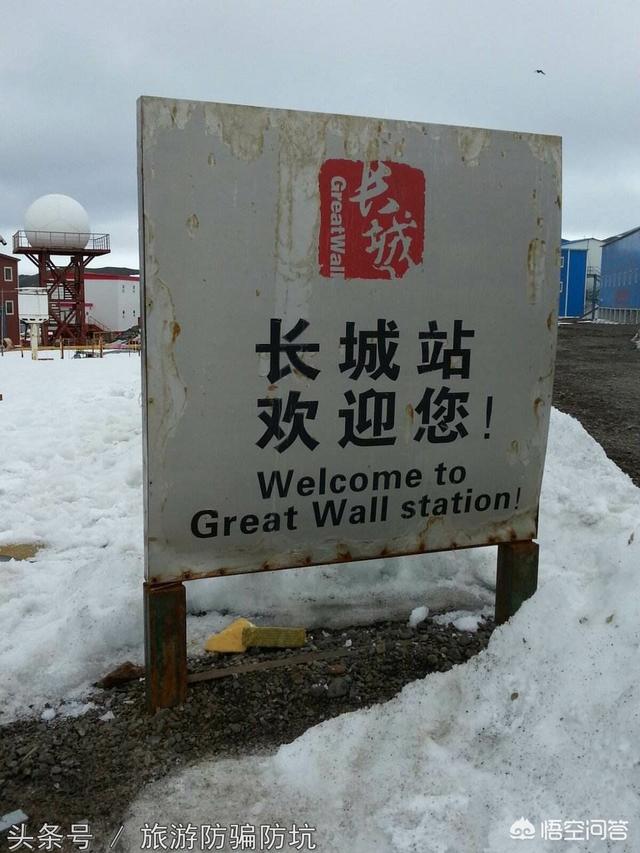 GreatWall
长城
长城站
欢迎您!
Welcome to
Great Wall station!
头条号 / 旅游防骗防坑
悟空问答